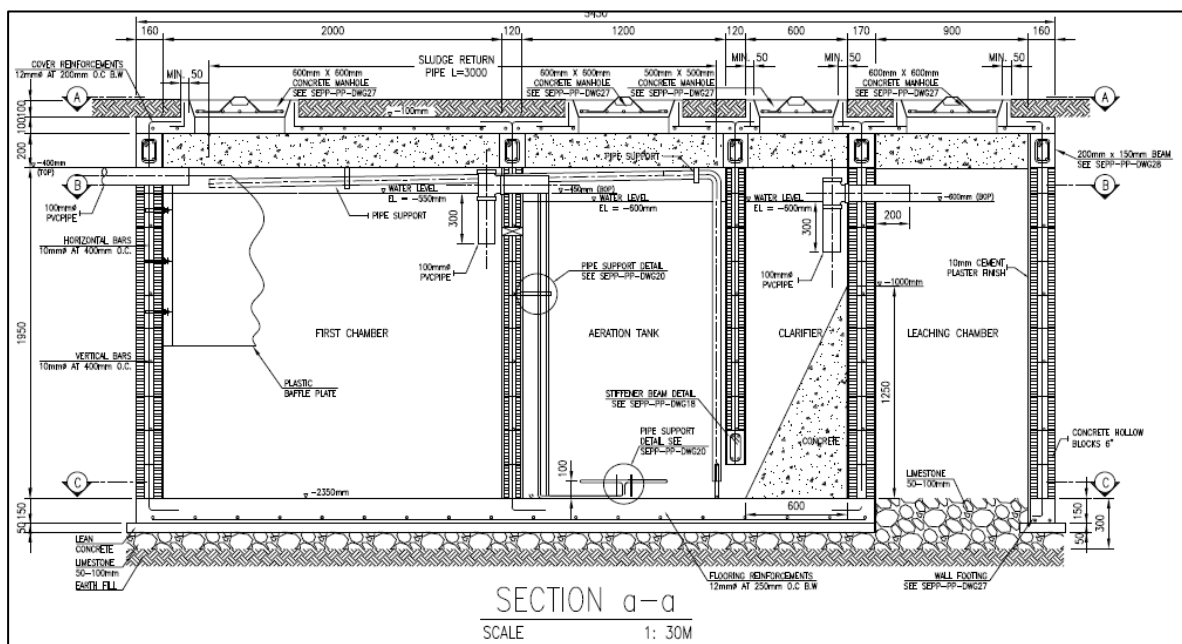 5430
160
2000
120
1200
120
600
170
900
160
COVER REINFORCEMENTS
12mmø AT 200mm O.C B.W
MIN.
50
SLUDGE RETURN
PIPE L=3000
600mm X 600mm
CONCRETE MANHOLE
SEE SEPP-PP-DWG27
600mm X 600mm
CONCRETE MANHOLE
SEE SEPP-PP-DWG27
500mm X 500mm
CONCRETE MANHOLE
SEE SEPP-PP-DWG27
MIN.
50
600mm X 600mm
CONCRETE MANHOLE
SEE SEPP-PP-DWG27
MIN.
50
MIN.
50
A
A
100
100
200
-100mm
-400mm
(TOP)
PIPE SUPPORT
200mm x 150mm BEAM
SEE SEPP-PP-DWG28
B
B
100mmø
PVCPIPE
WATER LEVEL
EL = -550mm
PIPE SUPPORT
-450mm (BOP)
WATER LEVEL
EL = -600mm
WATER LEVEL
EL = -600mm
-600mm (BOP)
300
300
200
HORIZONTAL BARS
10mmø AT 400mm O.C.
100mmø
PVCPIPE
PIPE SUPPORT DETAIL
SEE SEPP-PP-DWG20
100mmø
PVCPIPE
10mm CEMENT
PLASTER FINISH
-1000mm
1950
FIRST CHAMBER
AERATION TANK
CLARIFIER
LEACHING CHAMBER
VERTICAL BARS
10mmø AT 400mm O.C.
PLASTIC
BAFFLE PLATE
STIFFENER BEAM DETAIL
SEE SEPP-PP-DWG18
1250
PIPE SUPPORT
DETAIL SEE
SEPP-PP-DWG20
CONCRETE
CONCRETE HOLLOW
BLOCKS 6"
100
LIMESTONE
50-100mm
C
C
-2350mm
600
150
50
150
50
300
LEAN
CONCRETE
LIMESTONE
50-100mm
EARTH FILL
FLOORING REINFORCEMENTS
12mmø AT 250mm O.C B.W
WALL FOOTING
SEE SEPP-PP-DWG27
SECTION a-a
SCALE 1: 30M